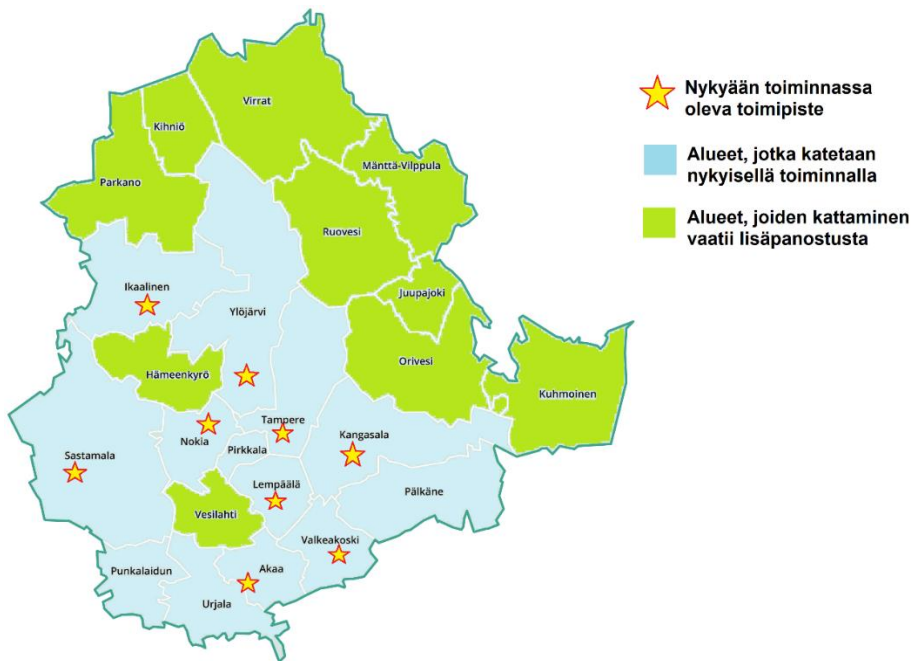 Virrat
Kihniö
Mänttä-Vilppula
Parkano
Ruovesi
Ikaalinen
Juupajoki
Ylöjärvi
Orivesi
Hämeenkyrö
Kuhmoinen
Tampere
Nokia
Kangasala
Pirkkala
Sastamala
Lempäälä
Pälkäne
Vesilahti
Valkeakoski
Punkalaidun
Akaa
Urjala
Nykyään toiminnassa
oleva toimipiste
Alueet, jotka katetaan
nykyisellä toiminnalla
Alueet, joiden kattaminen
vaatii lisäpanostusta